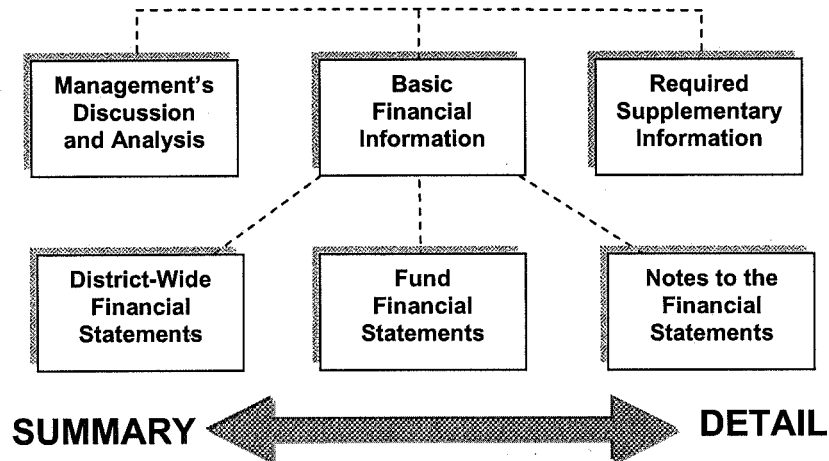 Management's
Discussion
and Analysis
Basic
Financial
Information
Required
Supplementary
Information
District-Wide
Financial
Statements
Fund
Financial
Statements
Notes to the
Financial
Statements
SUMMARY
DETAIL